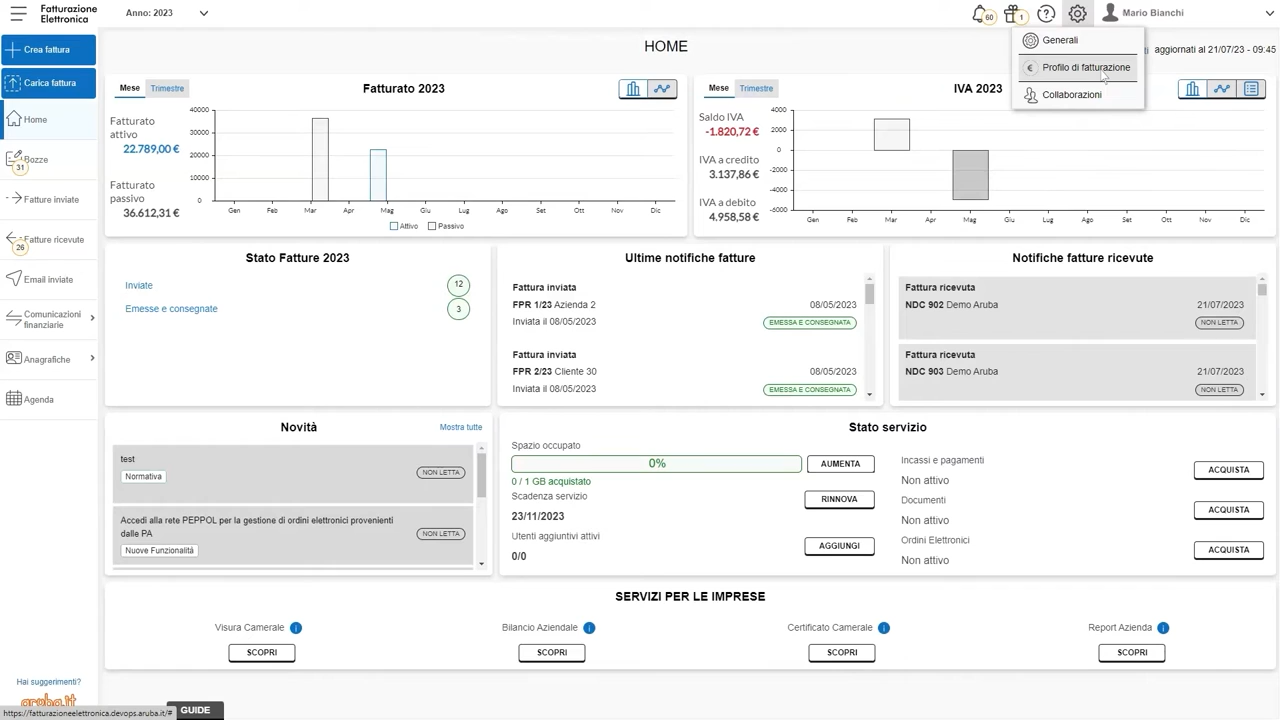 Fatturazione
Elettronica
Anno: 2023
60
1
?
Mario Bianchi
Crea fattura
Carica fattura
Home
Bozze
31
Fatture inviate
Fatture ricevute
26
Email inviate
Comunicazioni
finanziarie
Anagrafiche
Agenda
Hai suggerimenti?
aruba.it
HOME
Generali
€ Profilo di fatturazione
Collaborazioni
aggiornati al 21/07/23 - 09:45
Mese Trimestre
Fatturato 2023
Fatturato
attivo
22.789,00 €
Fatturato
passivo
36.612,31 €
40000
30000
20000
10000
0
Gen Feb Mar Apr Mag Giu Lug Ago Set Ott Nov Dic
Attivo Passivo
Mese Trimestre
IVA 2023
Saldo IVA
-1.820,72 €
IVA a credito
3.137,86 €
IVA a debito
4.958,58 €
4000
2000
0
-2000
-4000
-6000
Gen Feb Mar Apr Mag Giu Lug Ago Set Ott Nov Dic
Stato Fatture 2023
Inviate 12
Emesse e consegnate 3
Ultime notifiche fatture
Fattura inviata
FPR 1/23 Azienda 2 08/05/2023
Inviata il 08/05/2023 EMESSA E CONSEGNATA
Fattura inviata
FPR 2/23 Cliente 30 08/05/2023
Inviata il 08/05/2023 EMESSA E CONSEGNATA
Notifiche fatture ricevute
Fattura ricevuta
NDC 902 Demo Aruba 21/07/2023
NON LETTA
Fattura ricevuta
NDC 903 Demo Aruba 21/07/2023
NON LETTA
Novità Mostra tutte
test
Normativa
NON LETTA
Accedi alla rete PEPPOL per la gestione di ordini elettronici provenienti
dalle PA
NON LETTA
Nuove Funzionalità
Stato servizio
Spazio occupato
0% AUMENTA
0 / 1 GB acquistato
Scadenza servizio
RINNOVA
23/11/2023
Utenti aggiuntivi attivi
AGGIUNGI
0/0
Incassi e pagamenti
ACQUISTA
Non attivo
Documenti
ACQUISTA
Non attivo
Ordini Elettronici
ACQUISTA
Non attivo
SERVIZI PER LE IMPRESE
Visura Camerale i
SCOPRI
Bilancio Aziendale i
SCOPRI
Certificato Camerale i
SCOPRI
Report Azienda i
SCOPRI
https://fatturazioneelettronica.devops.aruba.it/#
GUIDE